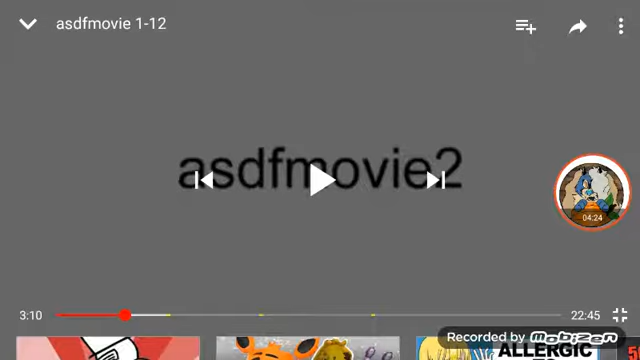 asdfmovie 1-12
asdfmovie2
04:24
3:10
22:45
ALLERGIC
Recorded by Mobizen